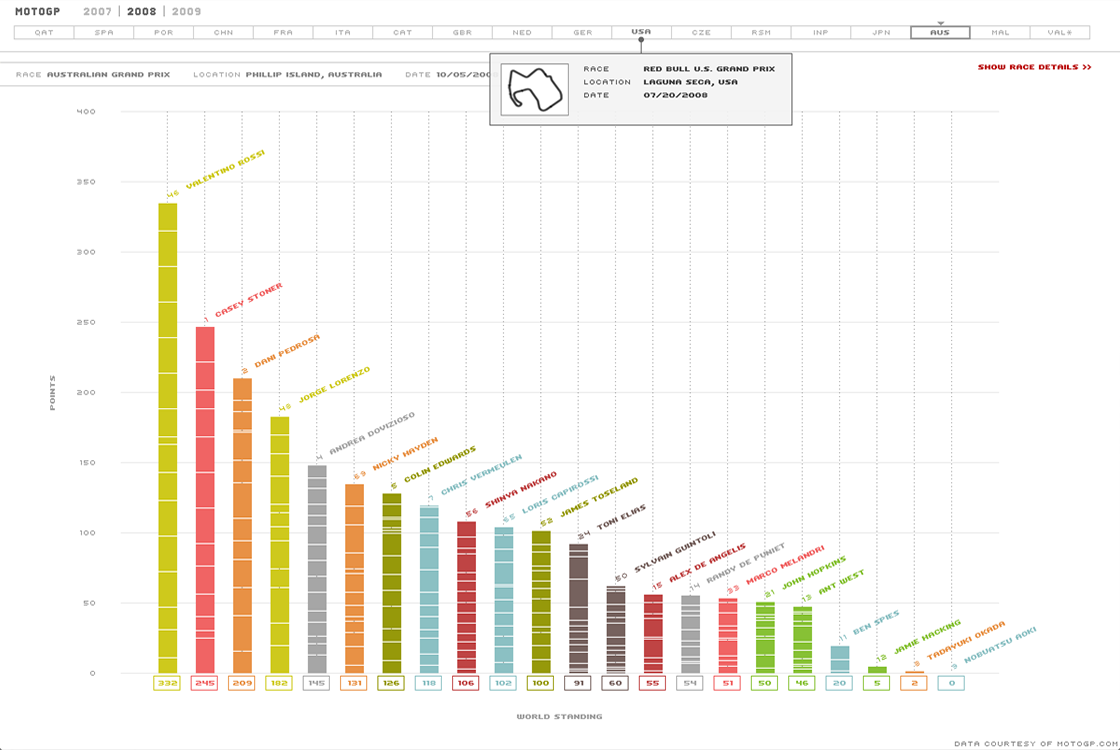 MOTOGP 2007 | 2008 | 2009
QAT SPA POR CHN FRA ITA CAT GBR NED GER USA CZE RSM INP JPN AUS MAL VAL*
RACE AUSTRALIAN GRAND PRIX LOCATION PHILLIP ISLAND, AUSTRALIA DATE 10/05/200
RACE RED BULL U.S. GRAND PRIX
LOCATION LAGUNA SECA, USA
DATE 07/20/2008
SHOW RACE DETAILS >>
400
350
300
250
200
150
100
50
0
POINTS
46 VALENTINO ROSSI
1 CASEY STONER
2 DANI PEDROSA
48 JORGE LORENZO
4 ANDREA DOVIZIOSO
69 NICKY HAYDEN
5 COLIN EDWARDS
7 CHRIS VERMEULEN
56 SHINYA NAKANO
65 LORIS CAPIROSSI
52 JAMES TOSELAND
24 TONI ELIAS
50 SYLVAIN GUINTOLI
15 ALEX DE ANGELIS
14 RANDY DE PUNIET
33 MARCO MELANDRI
21 JOHN HOPKINS
13 ANT WEST
11 BEN SPIES
12 JAMIE HACKING
8 TADAYUKI OKADA
9 NOBUATSU AOKI
332 245 209 182 145 131 126 118 106 102 100 91 60 55 54 51 50 46 20 5 2 0
WORLD STANDING
DATA COURTESY OF MOTOGP.COM